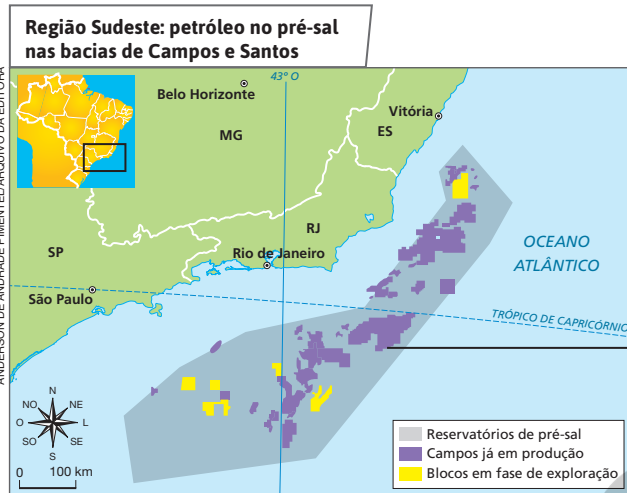 Região Sudeste: petróleo no pré-sal
nas bacias de Campos e Santos
ANDERSON DE ANDRADE PIMENTEL/ARQUIVO DA EDITORA
43º O
Belo Horizonte
Vitória
MG
ES
RJ
SP
Rio de Janeiro
São Paulo
OCEANO
ATLÂNTICO
TRÓPICO DE CAPRICÓRNIO
N
NO
NE
O
L
SO
SE
S
0 100 km
Reservatórios de pré-sal
Campos já em produção
Blocos em fase de exploração